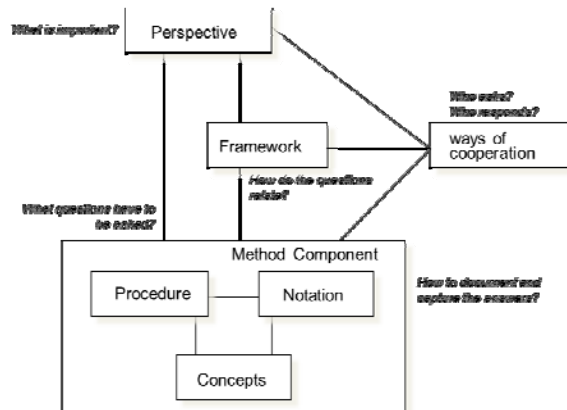 What is important?
Perspective
Who asks?
Who responds?
ways of
cooperation
Framework
How do the questions
relate?
What questions have to
be asked?
Method Component
Procedure
Notation
How to document and
capture the answers?
Concepts